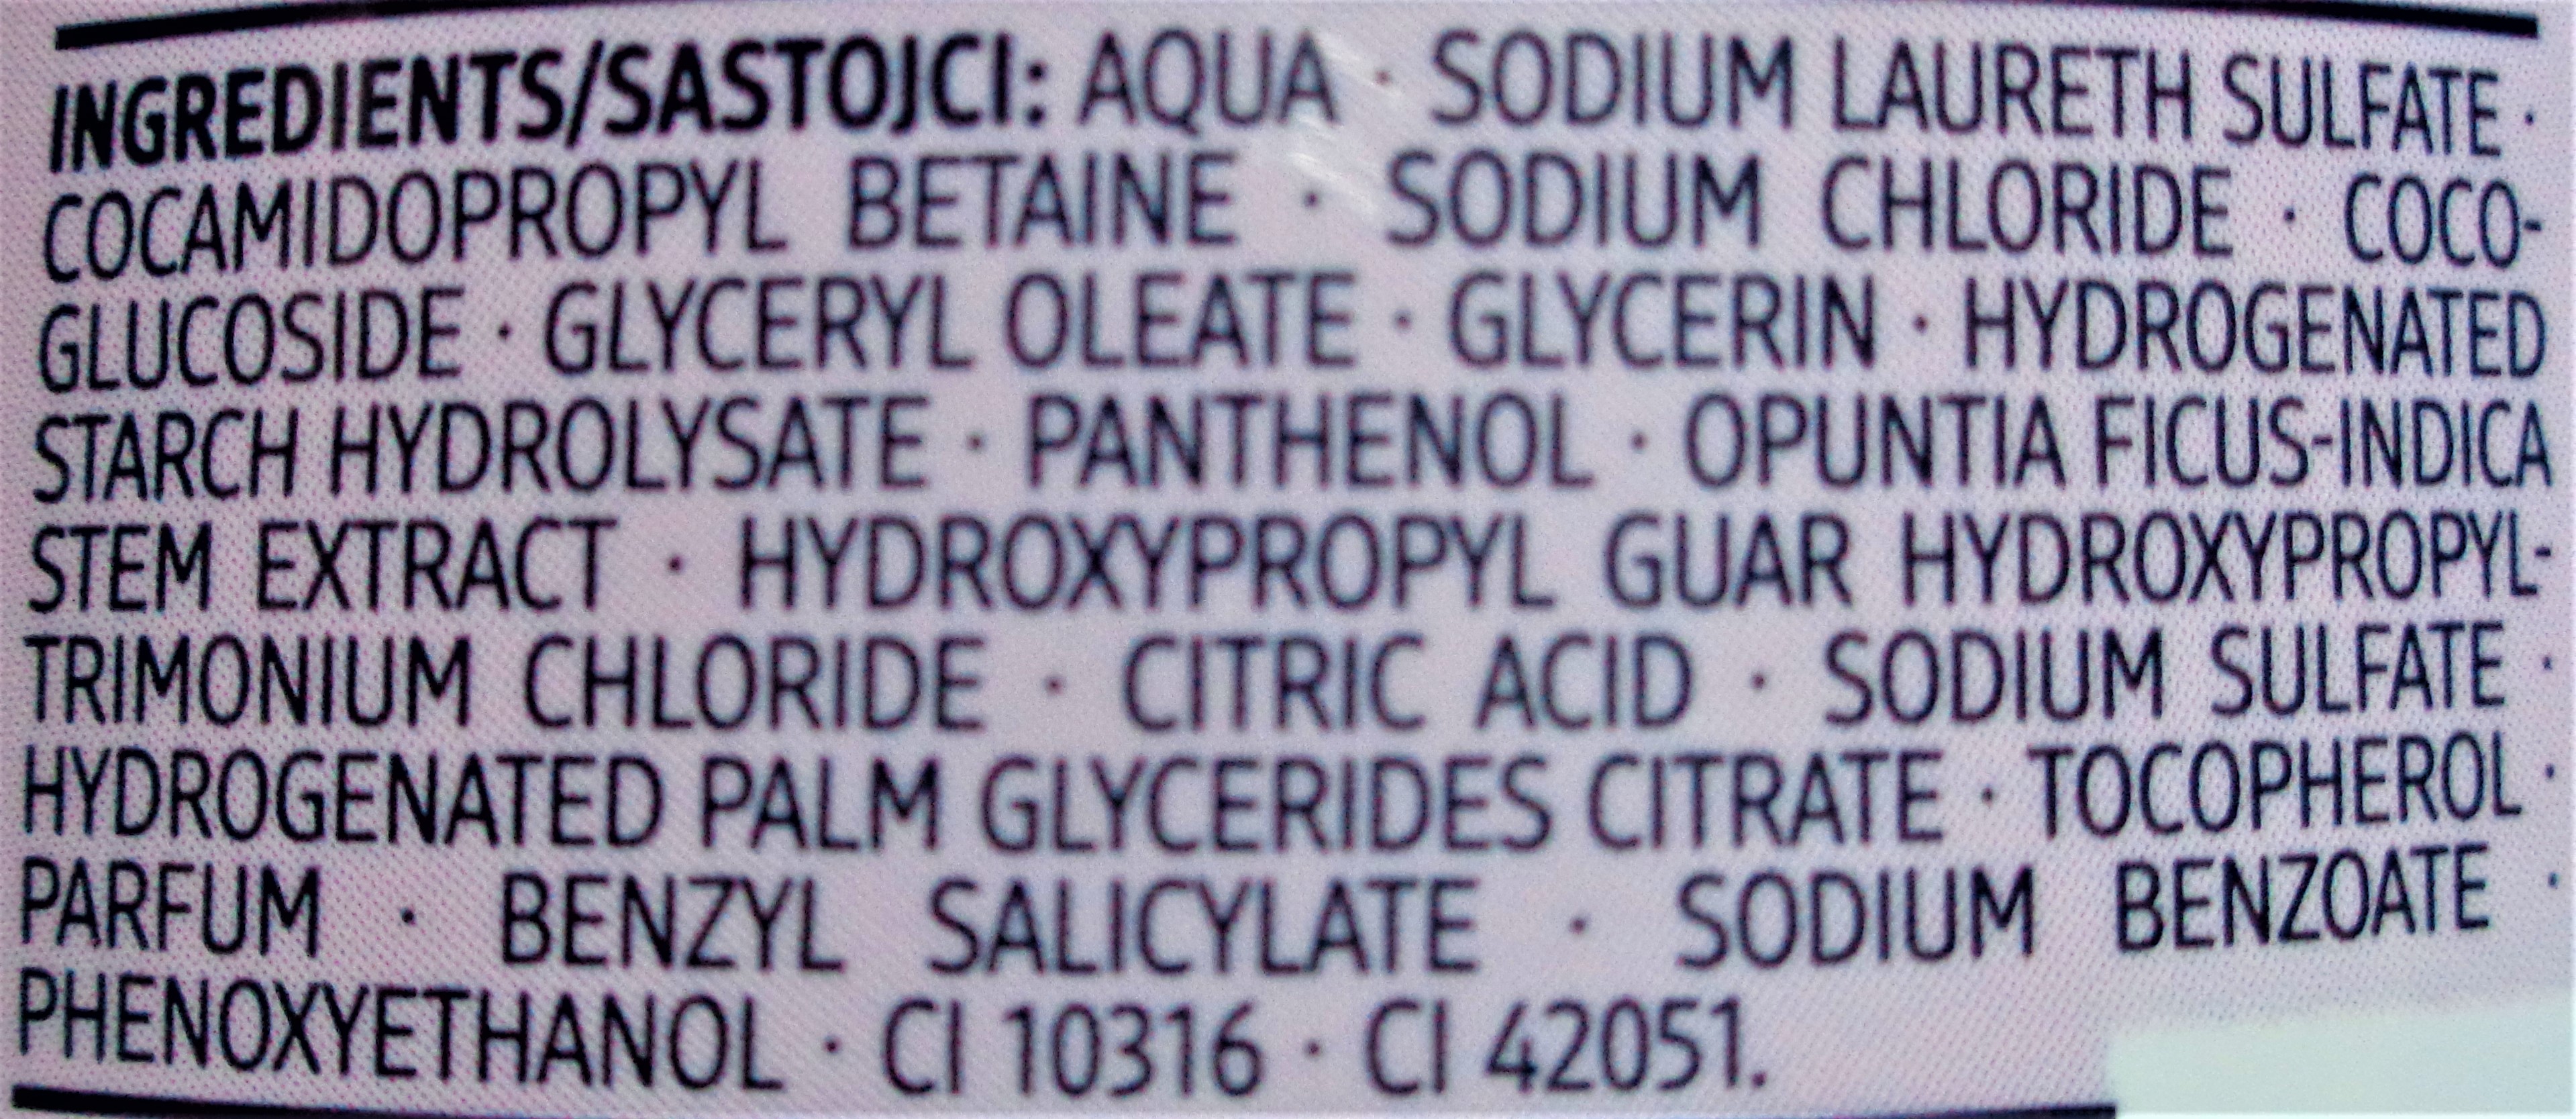 INGREDIENTS/SASTOJCI: AQUA · SODIUM LAURETH SULFATE ·
COCAMIDOPROPYL BETAINE · SODIUM CHLORIDE · COCO-
GLUCOSIDE · GLYCERYL OLEATE · GLYCERIN · HYDROGENATED
STARCH HYDROLYSATE · PANTHENOL · OPUNTIA FICUS-INDICA
STEM EXTRACT · HYDROXYPROPYL GUAR HYDROXYPROPYL-
TRIMONIUM CHLORIDE · CITRIC ACID · SODIUM SULFATE ·
HYDROGENATED PALM GLYCERIDES CITRATE · TOCOPHEROL ·
PARFUM · BENZYL SALICYLATE · SODIUM BENZOATE ·
PHENOXYETHANOL · CI 10316 · CI 42051.